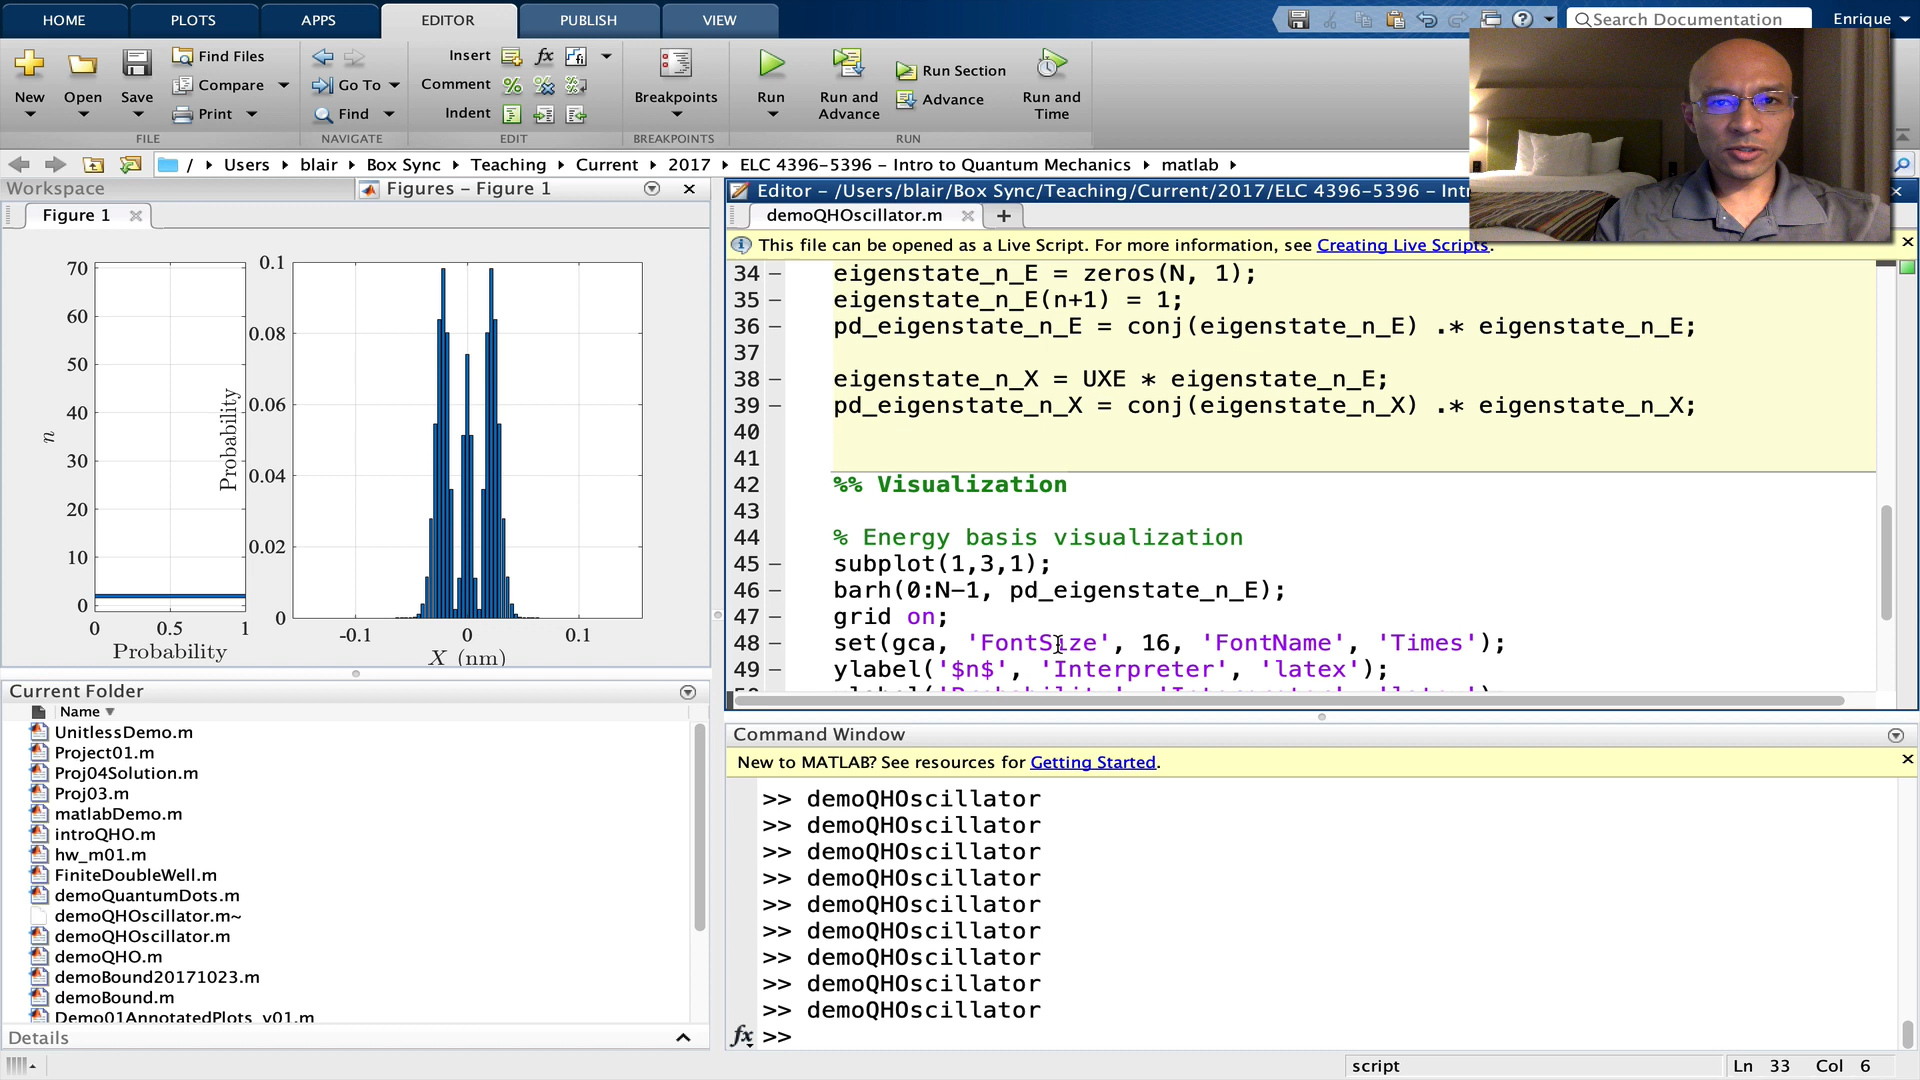 HOME PLOTS APPS EDITOR PUBLISH VIEW
Search Documentation
Enrique
New
Open
Save
Find Files
Compare
Print
Go To
Find
Insert
Comment
Indent
Breakpoints
Run
Run and Advance
Run Section
Advance
Run and Time
FILE NAVIGATE EDIT BREAKPOINTS RUN
/ Users blair Box Sync Teaching Current 2017 ELC 4396-5396 - Intro to Quantum Mechanics matlab
Workspace
Figures - Figure 1
Figure 1
70
60
50
40
30
20
10
0
n
0 0.5 1
Probability
0.1
0.08
0.06
0.04
0.02
0
Probability
-0.1 0 0.1
X (nm)
Current Folder
Name
UnitlessDemo.m
Project01.m
Proj04Solution.m
Proj03.m
matlabDemo.m
introQHO.m
hw_m01.m
FiniteDoubleWell.m
demoQuantumDots.m
demoQHOscillator.m~
demoQHOscillator.m
demoQHO.m
demoBound20171023.m
demoBound.m
Demo01AnnotatedPlots_v01.m
Details
Editor - /Users/blair/Box Sync/Teaching/Current/2017/ELC 4396-5396 -
demoQHOscillator.m
This file can be opened as a Live Script. For more information, see Creating Live Scripts.
34 - eigenstate_n_E = zeros(N, 1);
35 - eigenstate_n_E(n+1) = 1;
36 - pd_eigenstate_n_E = conj(eigenstate_n_E) .* eigenstate_n_E;
37
38 - eigenstate_n_X = UXE * eigenstate_n_E;
39 - pd_eigenstate_n_X = conj(eigenstate_n_X) .* eigenstate_n_X;
40
41
42 %% Visualization
43
44 % Energy basis visualization
45 - subplot(1,3,1);
46 - barh(0:N-1, pd_eigenstate_n_E);
47 - grid on;
48 - set(gca, 'FontSize', 16, 'FontName', 'Times');
49 - ylabel('$n$', 'Interpreter', 'latex');
Command Window
New to MATLAB? See resources for Getting Started.
>> demoQHOscillator
>> demoQHOscillator
>> demoQHOscillator
>> demoQHOscillator
>> demoQHOscillator
>> demoQHOscillator
>> demoQHOscillator
>> demoQHOscillator
>> demoQHOscillator
fx >>
script Ln 33 Col 6